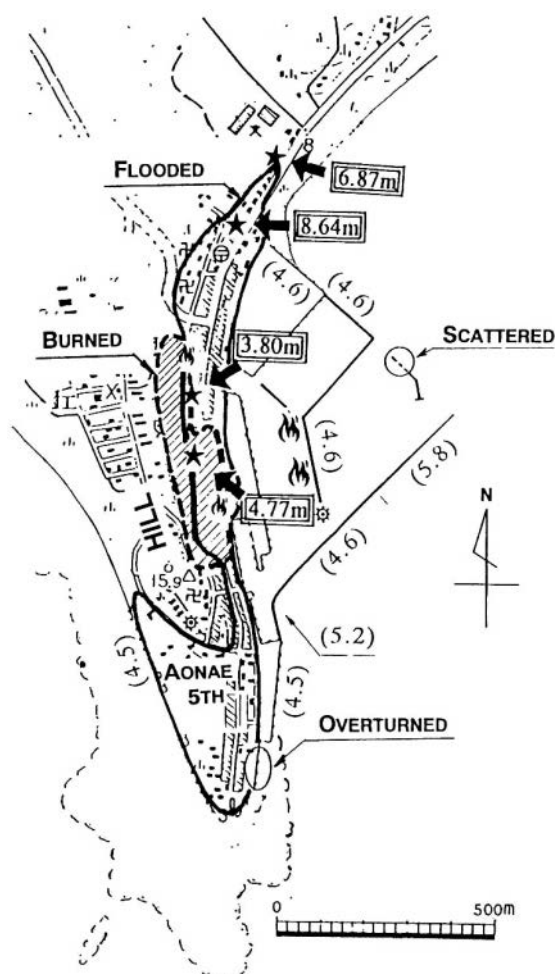 8
FLOODED
6.87m
8.64m
(4.6)
(4.6)
BURNED
3.80m
SCATTERED
X
(4.6)
(5.8)
HILL
4.77m
N
(4.6)
15.9
(5.2)
(4.5)
AONAE
5TH
(4.5)
OVERTURNED
0
500m